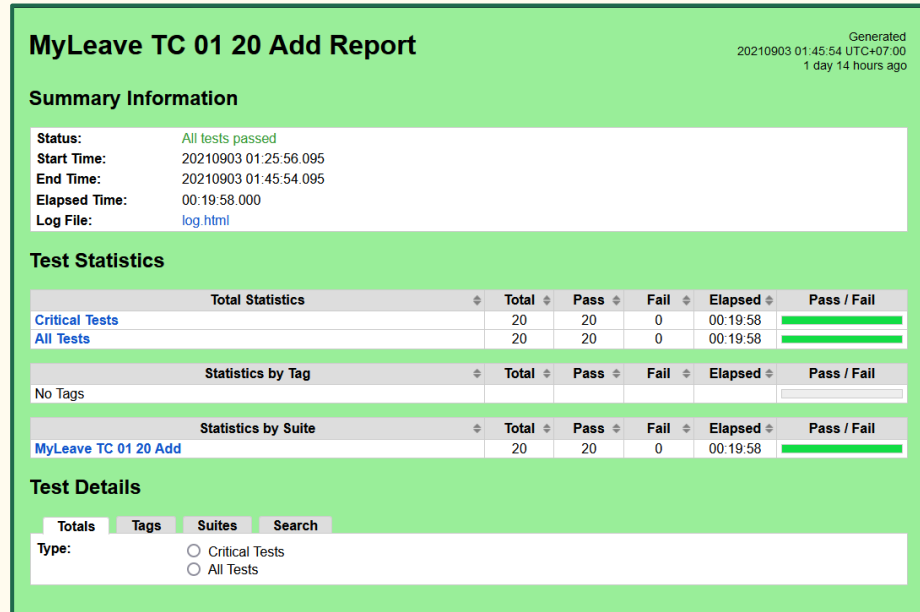 MyLeave TC 01 20 Add Report
Generated
20210903 01:45:54 UTC+07:00
1 day 14 hours ago
Summary Information
Status: All tests passed
Start Time: 20210903 01:25:56.095
End Time: 20210903 01:45:54.095
Elapsed Time: 00:19:58.000
Log File: log.html
Test Statistics
Total Statistics Total Pass Fail Elapsed Pass / Fail
Critical Tests 20 20 0 00:19:58
All Tests 20 20 0 00:19:58
Statistics by Tag Total Pass Fail Elapsed Pass / Fail
No Tags
Statistics by Suite Total Pass Fail Elapsed Pass / Fail
MyLeave TC 01 20 Add 20 20 0 00:19:58
Test Details
Totals Tags Suites Search
Type: Critical Tests
All Tests